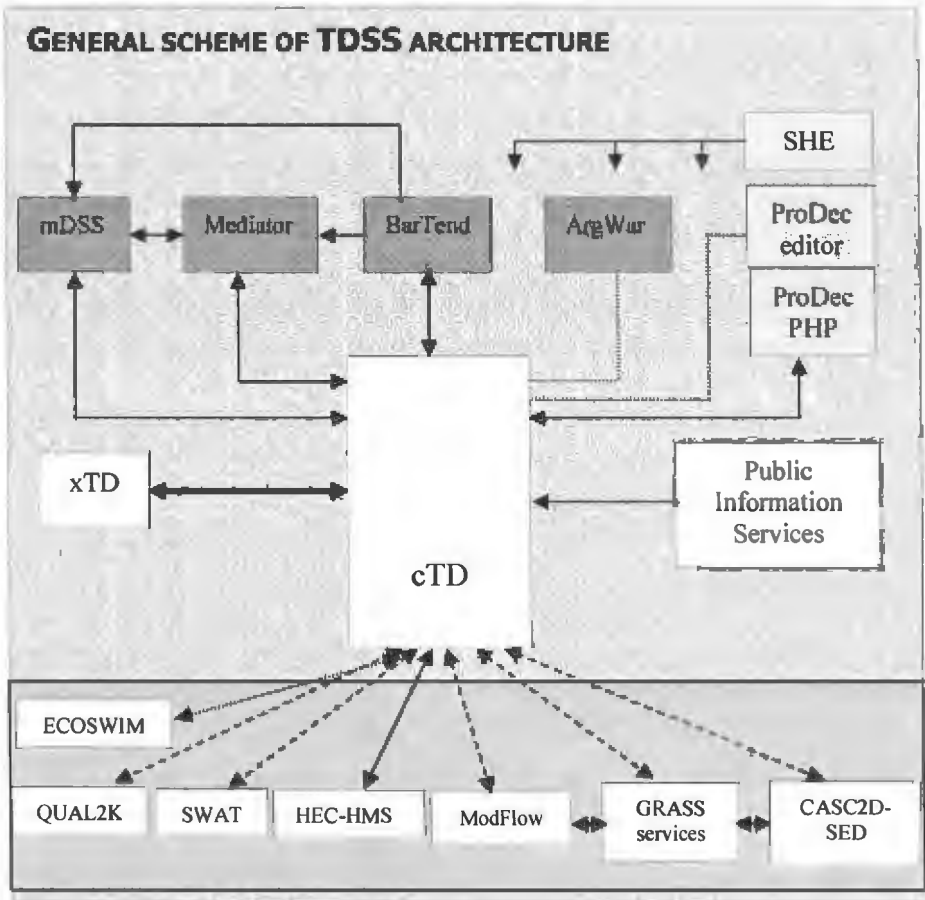 GENERAL SCHEME OF TDSS ARCHITECTURE
SHE
mDSS
Mediator
BarTend
ArgWar
ProDec
editor
ProDec
PHP
xTD
Public
Information
Services
cTD
ECOSWIM
QUAL2K
SWAT
HEC-HMS
ModFlow
GRASS
services
CASC2D-
SED